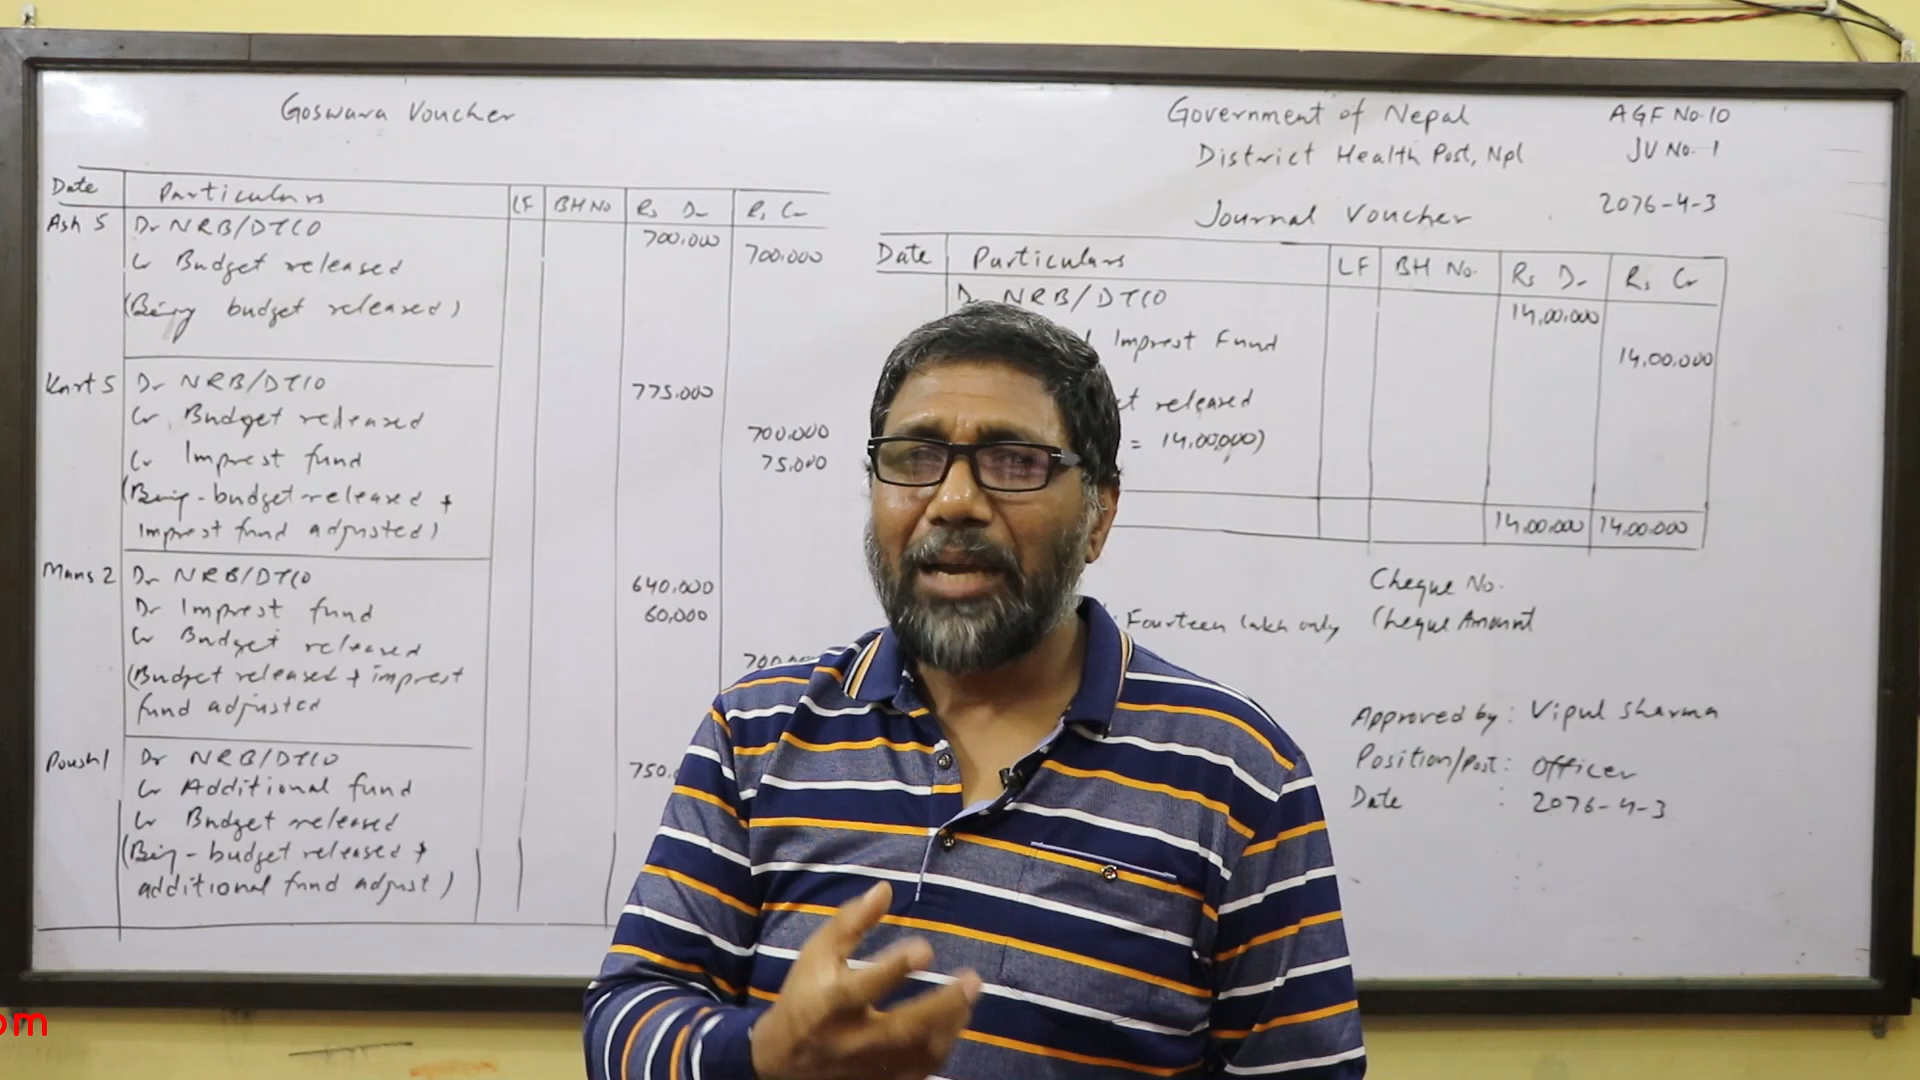 Goswara Voucher
Date Particulars LF BH No Rs Dr Rs Cr
Ash 5 Dr NRB/DTCO 700,000
Cr Budget released 700,000
(Being budget released)
Kart 5 Dr NRB/DTCO 775,000
Cr Budget released 700,000
Cr Imprest fund 75,000
(Being - budget released +
Imprest fund adjusted)
Mans 2 Dr NRB/DTCO 640,000
Dr Imprest fund 60,000
Cr Budget released
(Budget released + imprest
fund adjusted
Poush 1 Dr NRB/DTCO 750,
Cr Additional fund
Cr Budget released
(Being - budget released +
additional fund adjust)
Government of Nepal AGF No. 10
District Health Post, Npl JV No. 1
Journal Voucher 2076-4-3
Date Particulars LF BH No. Rs Dr Rs Cr
Dr NRB/DTCO 14,00,000
Imprest Fund 14,00,000
released
= 14,00,000)
14,00,000 14,00,000
Cheque No.
: Fourteen lakh only Cheque Amount
Approved by : Vipul Sharma
Position/Post : Officer
Date : 2076-4-3
om